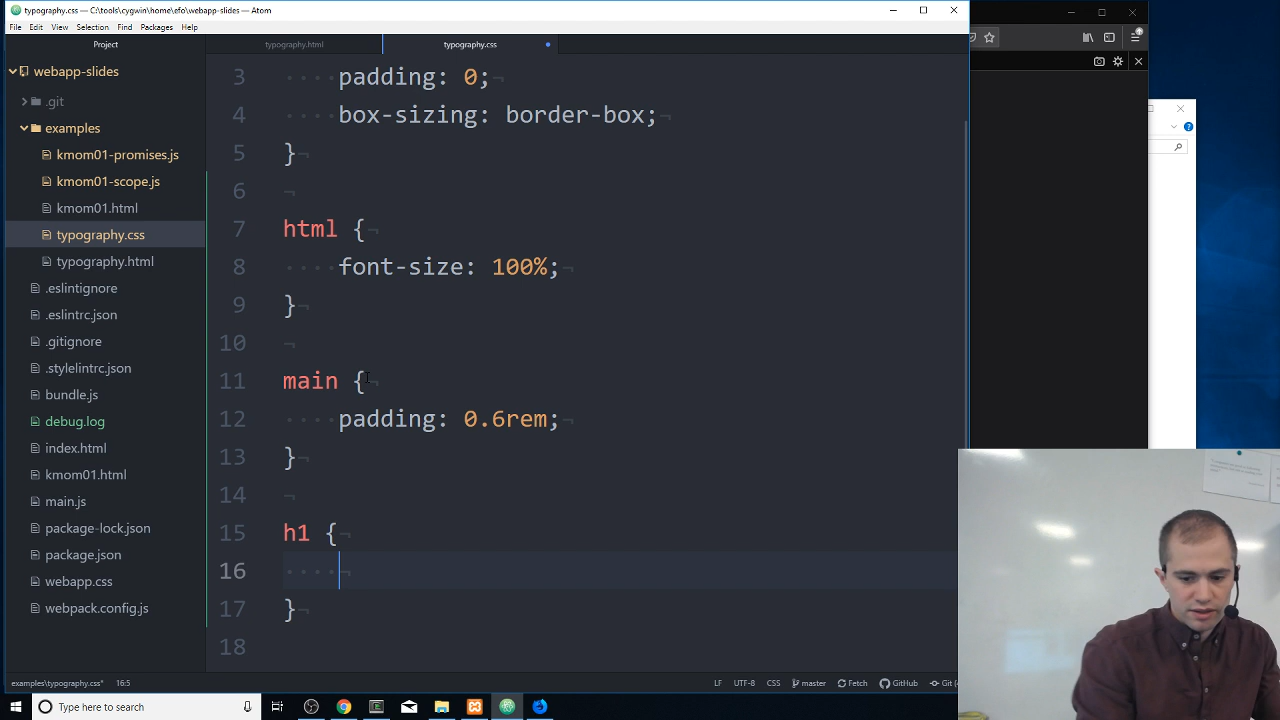 typography.css — C:\tools\cygwin\home\efo\webapp-slides — Atom
File Edit View Selection Find Packages Help
Project
typography.html
typography.css
webapp-slides
.git
examples
kmom01-promises.js
kmom01-scope.js
kmom01.html
typography.css
typography.html
.eslintignore
.eslintrc.js
.gitignore
.stylelintrc.json
bundle.js
debug.log
index.html
kmom01.html
main.js
package-lock.json
package.json
webapp.css
webpack.config.js
3 padding: 0;
4 box-sizing: border-box;
5 }
6
7 html {
8 font-size: 100%;
9 }
10
11 main {
12 padding: 0.6rem;
13 }
14
15 h1 {
16
17 }
18
examples\typography.css* 16:5
LF CSS master Fetch GitHub Git (
Type here to search